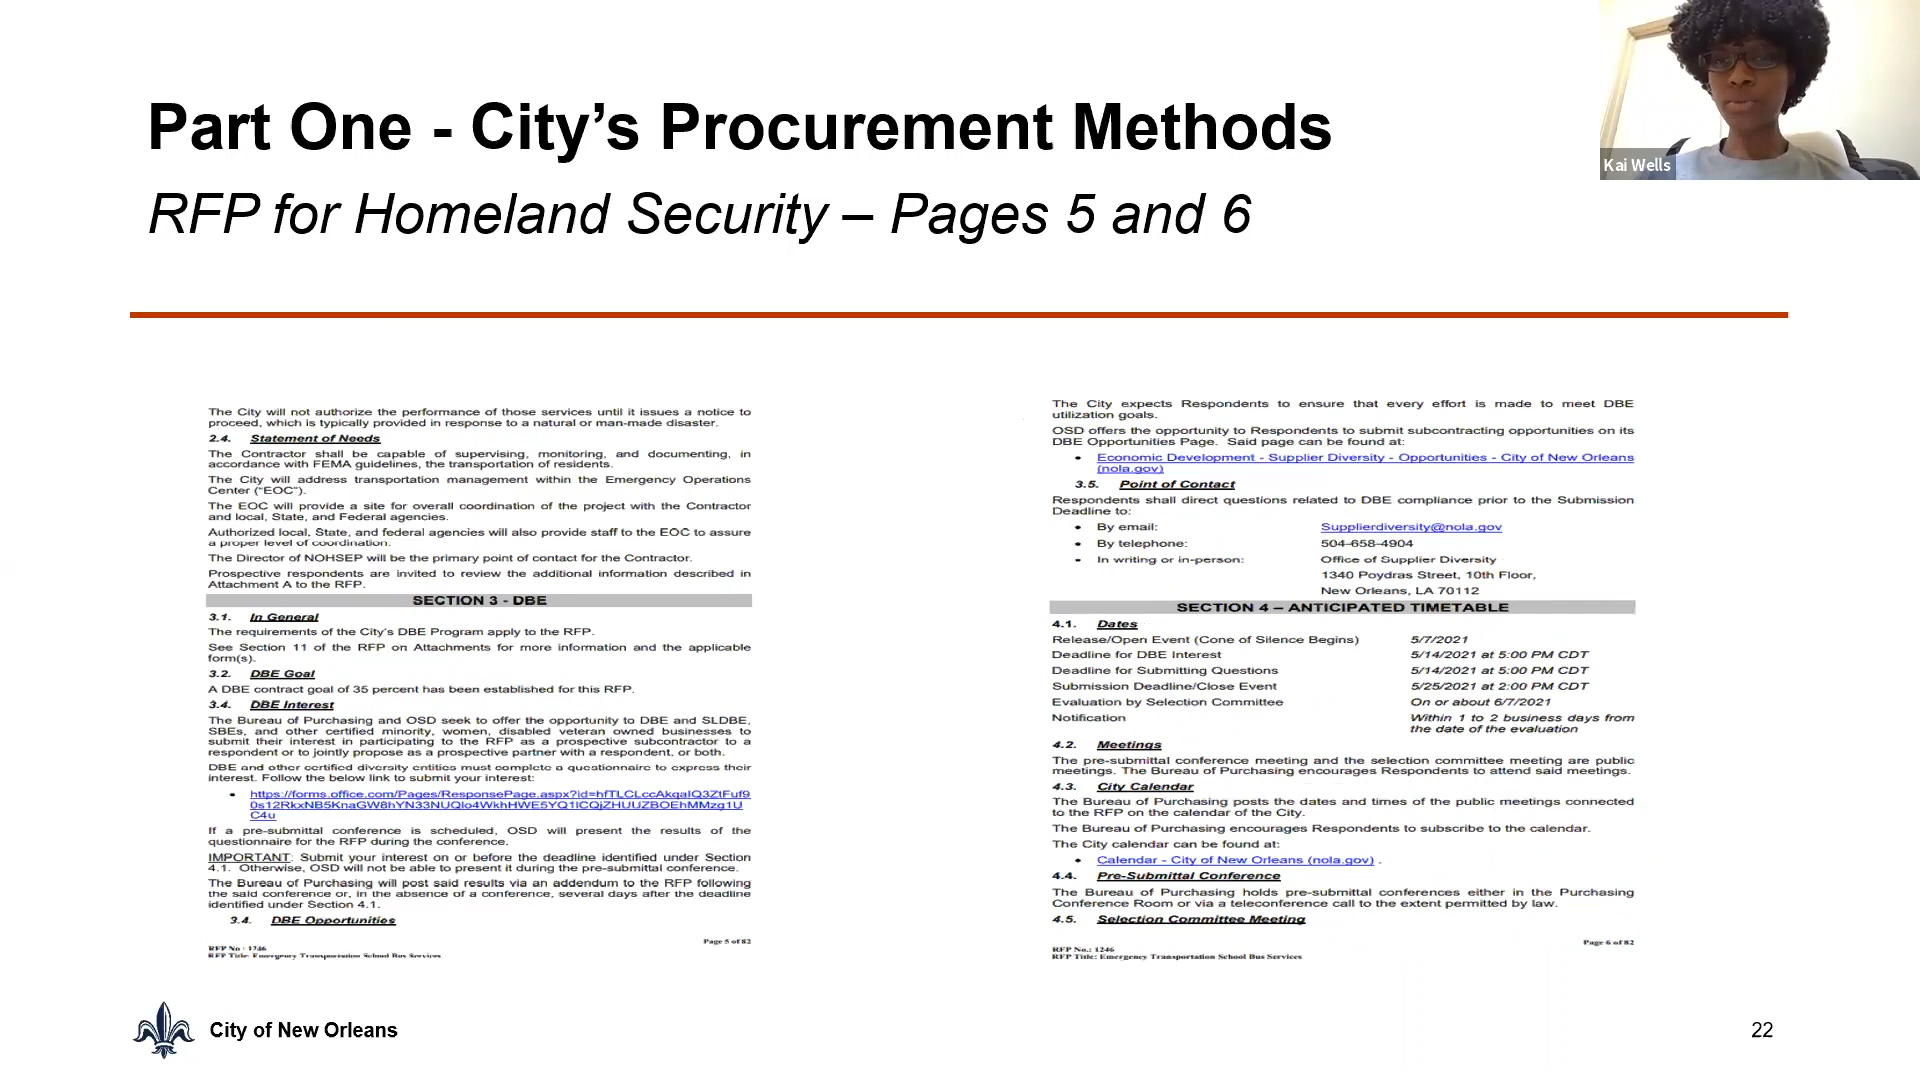 Part One - City’s Procurement Methods
RFP for Homeland Security – Pages 5 and 6
Kai Wells
The City will not authorize the performance of those services until it issues a notice to
proceed, which is typically provided in response to a natural or man-made disaster.
2.4. Statement of Needs
The Contractor shall be capable of supervising, monitoring, and documenting, in
accordance with FEMA guidelines, the transportation of residents.
The City will address transportation management within the Emergency Operations
Center (“EOC”).
The EOC will provide a site for overall coordination of the project with the Contractor
and local, State, and Federal agencies.
Authorized local, State, and federal agencies will also provide staff to the EOC to assure
a proper level of coordination.
The Director of NOHSEP will be the primary point of contact for the Contractor.
Prospective respondents are invited to review the additional information described in
Attachment A to the RFP.
SECTION 3 - DBE
3.1. In General
The requirements of the City’s DBE Program apply to the RFP.
See Section 11 of the RFP on Attachments for more information and the applicable
form(s).
3.2. DBE Goal
A DBE contract goal of 35 percent has been established for this RFP.
3.4. DBE Interest
The Bureau of Purchasing and OSD seek to offer the opportunity to DBE and SLDBE,
SBEs, and other certified minority, women, disabled veteran owned businesses to
submit their interest in participating to the RFP as a prospective subcontractor to a
respondent or to jointly propose as a prospective partner with a respondent, or both.
DBE and other certified diversity entities must complete a questionnaire to express their
interest. Follow the below link to submit your interest:
• https://forms.office.com/Pages/ResponsePage.aspx?id=
If a pre-submittal conference is scheduled, OSD will present the results of the
questionnaire for the RFP during the conference.
IMPORTANT: Submit your interest on or before the deadline identified under Section
4.1. Otherwise, OSD will not be able to present it during the pre-submittal conference.
The Bureau of Purchasing will post said results via an addendum to the RFP following
the said conference or, in the absence of a conference, several days after the deadline
identified under Section 4.1.
3.4. DBE Opportunities
Page 5 of 82
RFP No.: 1246
RFP Title: Emergency Transportation School Bus Services
The City expects Respondents to ensure that every effort is made to meet DBE
utilization goals.
OSD offers the opportunity to Respondents to submit subcontracting opportunities on its
DBE Opportunities Page. Said page can be found at:
• Economic Development - Supplier Diversity - Opportunities - City of New Orleans
(nola.gov)
3.5. Point of Contact
Respondents shall direct questions related to DBE compliance prior to the Submission
Deadline to:
• By email: Supplierdiversity@nola.gov
• By telephone: 504-658-4904
• In writing or in-person: Office of Supplier Diversity
1340 Poydras Street, 10th Floor,
New Orleans, LA 70112
SECTION 4 – ANTICIPATED TIMETABLE
4.1. Dates
Release/Open Event (Cone of Silence Begins) 5/7/2021
Deadline for DBE Interest 5/14/2021 at 5:00 PM CDT
Deadline for Submitting Questions 5/14/2021 at 5:00 PM CDT
Submission Deadline/Close Event 5/25/2021 at 2:00 PM CDT
Evaluation by Selection Committee On or about 6/7/2021
Notification Within 1 to 2 business days from
the date of the evaluation
4.2. Meetings
The pre-submittal conference meeting and the selection committee meeting are public
meetings. The Bureau of Purchasing encourages Respondents to attend said meetings.
4.3. City Calendar
The Bureau of Purchasing posts the dates and times of the public meetings connected
to the RFP on the calendar of the City.
The Bureau of Purchasing encourages Respondents to subscribe to the calendar.
The City calendar can be found at:
• Calendar - City of New Orleans (nola.gov) .
4.4. Pre-Submittal Conference
The Bureau of Purchasing holds pre-submittal conferences either in the Purchasing
Conference Room or via a teleconference call to the extent permitted by law.
4.5. Selection Committee Meeting
Page 6 of 82
RFP No.: 1246
RFP Title: Emergency Transportation School Bus Services
City of New Orleans
22